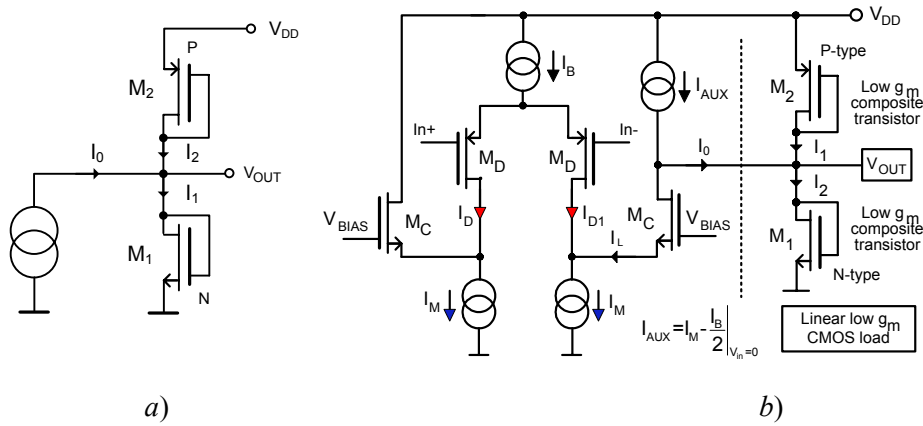 V_DD
P
M_2
I_0
I_2
V_OUT
I_1
M_1
N
a)
V_DD
I_B
I_AUX
P-type
M_2
Low g_m
composite
transistor
In+
In-
M_D
M_D
I_0
I_1
V_OUT
I_D
I_D1
M_C
I_2
V_BIAS
M_C
I_L
V_BIAS
M_1
Low g_m
composite
transistor
N-type
I_M
I_M
I_AUX=I_M-I_B/2|V_in=0
Linear low g_m
CMOS load
b)